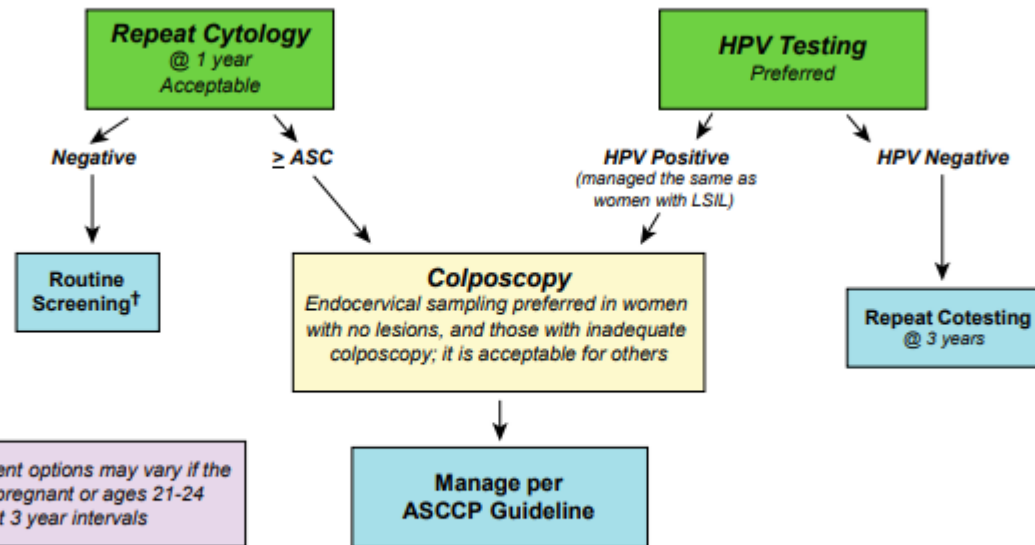 Repeat Cytology
@ 1 year
Acceptable
HPV Testing
Preferred
Negative
≥ ASC
HPV Positive
(managed the same as
women with LSIL)
HPV Negative
Routine
Screening†
Colposcopy
Endocervical sampling preferred in women
with no lesions, and those with inadequate
colposcopy; it is acceptable for others
Repeat Cotesting
@ 3 years
Manage per
ASCCP Guideline
options may vary if the
pregnant or ages 21-24
3 year intervals